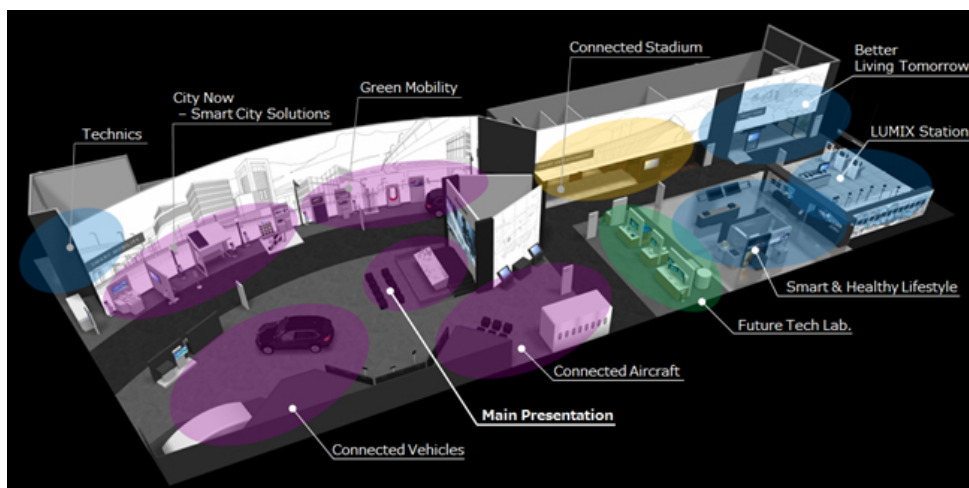 Connected Stadium
Better
Living Tomorrow
Green Mobility
City Now
– Smart City Solutions
Technics
LUMIX Station
Smart & Healthy Lifestyle
Future Tech Lab.
Connected Aircraft
Main Presentation
Connected Vehicles